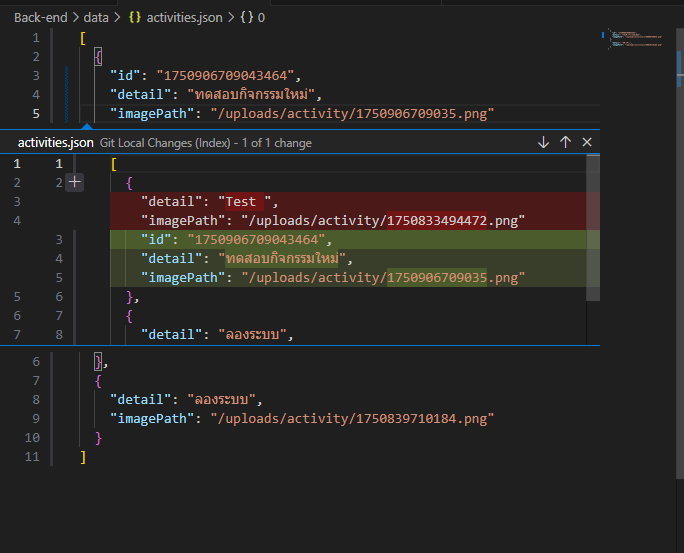 Back-end > data > {} activities.json > {} 0
1 [
2 {
3 "id": "1750906709043464",
4 "detail": "ทดสอบกิจกรรมใหม่",
5 "imagePath": "/uploads/activity/1750906709035.png"
activities.json Git Local Changes (Index) - 1 of 1 change
1 1 [
2 2 + {
3 "detail": "Test ",
4 "imagePath": "/uploads/activity/1750833494472.png"
3 "id": "1750906709043464",
4 "detail": "ทดสอบกิจกรรมใหม่",
5 "imagePath": "/uploads/activity/1750906709035.png"
5 6 },
6 7 {
7 8 "detail": "ลองระบบ",
6 },
7 {
8 "detail": "ลองระบบ",
9 "imagePath": "/uploads/activity/1750839710184.png"
10 }
11 ]